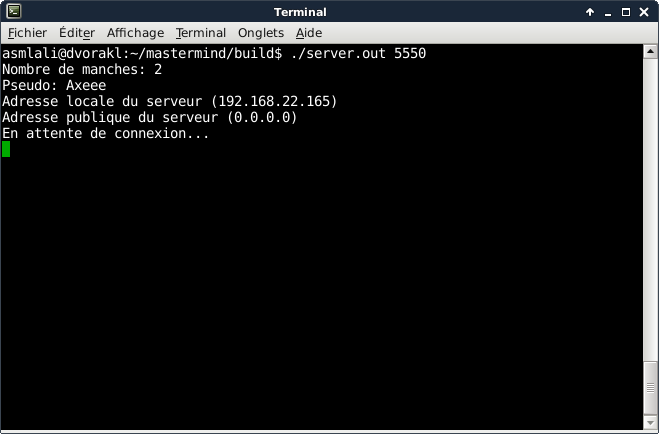 Terminal
Fichier Éditer Affichage Terminal Onglets Aide
asmlali@dvorakl:~/mastermind/build$ ./server.out 5550
Nombre de manches: 2
Pseudo: Axeee
Adresse locale du serveur (192.168.22.165)
Adresse publique du serveur (0.0.0.0)
En attente de connexion...